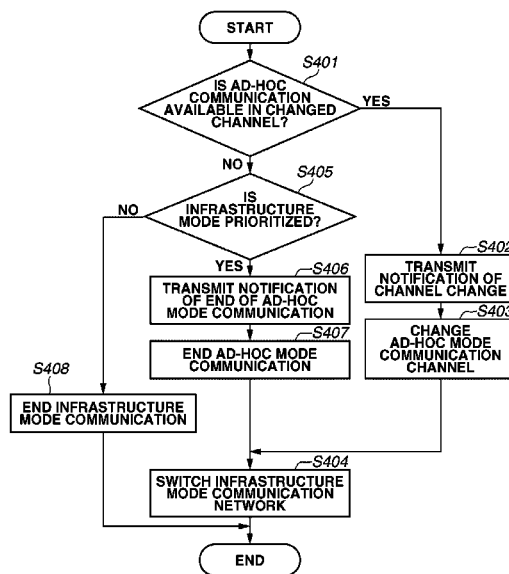 START
S401
IS AD-HOC
COMMUNICATION
AVAILABLE IN CHANGED
CHANNEL?
YES
NO
S405
IS
INFRASTRUCTURE
MODE PRIORITIZED?
NO
YES
S406
TRANSMIT NOTIFICATION
OF END OF AD-HOC
MODE COMMUNICATION
S402
TRANSMIT
NOTIFICATION OF
CHANNEL CHANGE
S407
END AD-HOC MODE
COMMUNICATION
S403
CHANGE
AD-HOC MODE
COMMUNICATION
CHANNEL
S408
END INFRASTRUCTURE
MODE COMMUNICATION
S404
SWITCH INFRASTRUCTURE
MODE COMMUNICATION
NETWORK
END